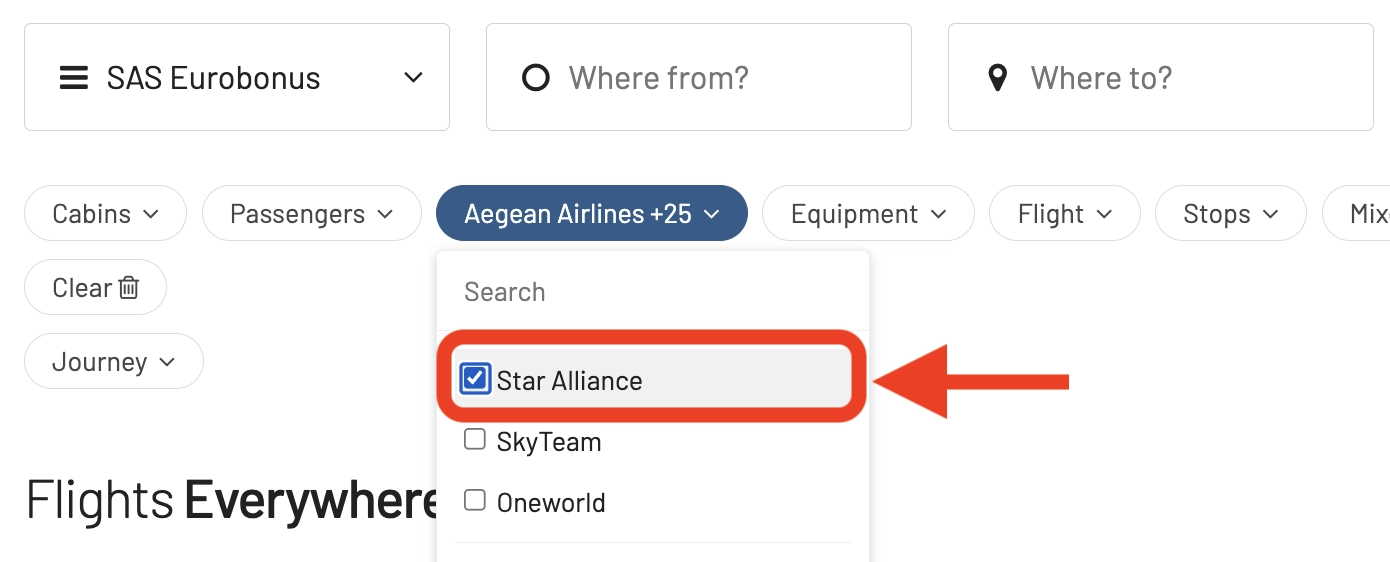 SAS Eurobonus Where from? Where to?
Cabins Passengers Aegean Airlines +25 Equipment Flight Stops Mix
Clear
Search
Journey
Star Alliance
SkyTeam
Flights Everywhere
Oneworld